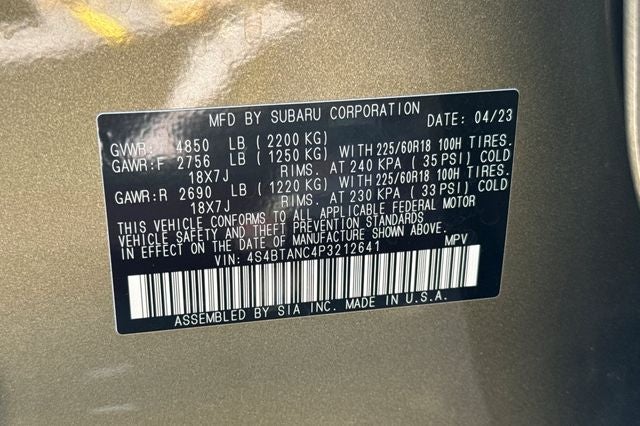 MFD BY SUBARU CORPORATION DATE: 04/23
GVWR: 4850 LB (2200 KG)
GAWR:F 2756 LB (1250 KG) WITH 225/60R18 100H TIRES.
18X7J RIMS. AT 240 KPA (35 PSI) COLD
GAWR:R 2690 LB (1220 KG) WITH 225/60R18 100H TIRES.
18X7J RIMS. AT 230 KPA (33 PSI) COLD
THIS VEHICLE CONFORMS TO ALL APPLICABLE FEDERAL MOTOR
VEHICLE SAFETY AND THEFT PREVENTION STANDARDS
IN EFFECT ON THE DATE OF MANUFACTURE SHOWN ABOVE.
VIN: 4S4BTANC4P3212641 MPV
ASSEMBLED BY SIA INC. MADE IN U.S.A.